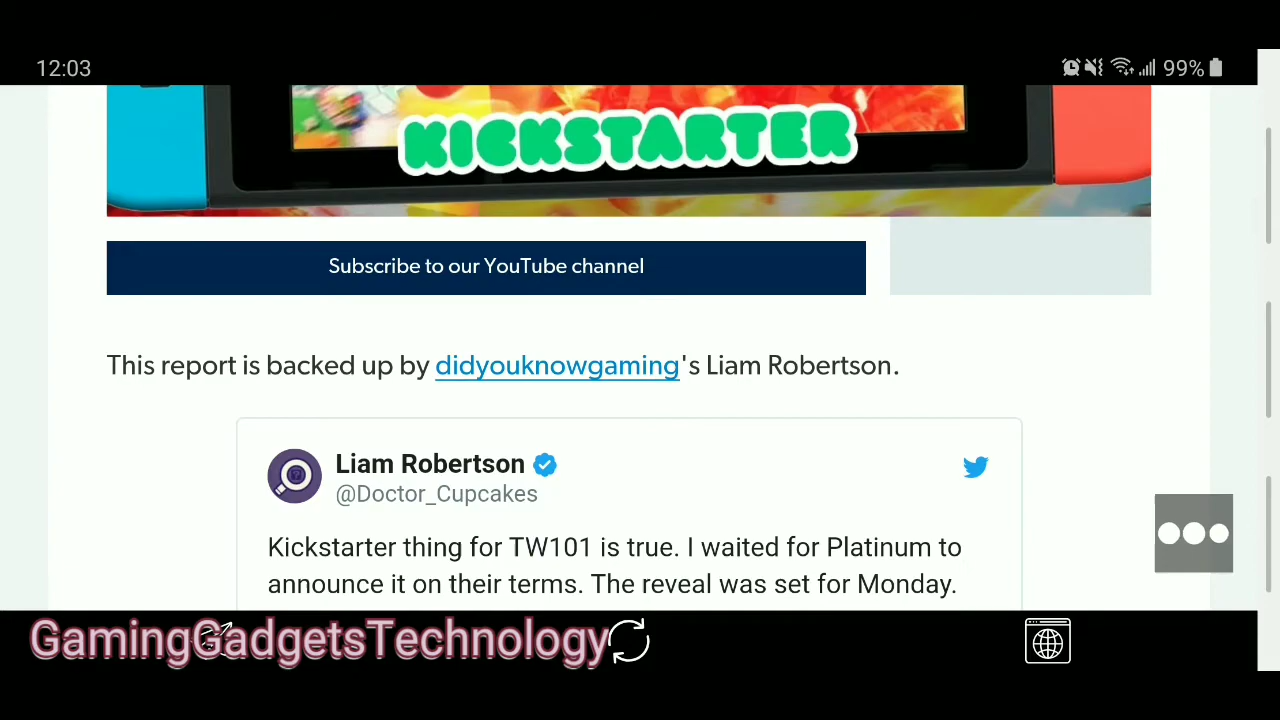 12:03
99%
KICKSTARTER
Subscribe to our YouTube channel
This report is backed up by didyouknowgaming's Liam Robertson.
Liam Robertson
@Doctor_Cupcakes
Kickstarter thing for TW101 is true. I waited for Platinum to
announce it on their terms. The reveal was set for Monday.
GamingGadgetsTechnology